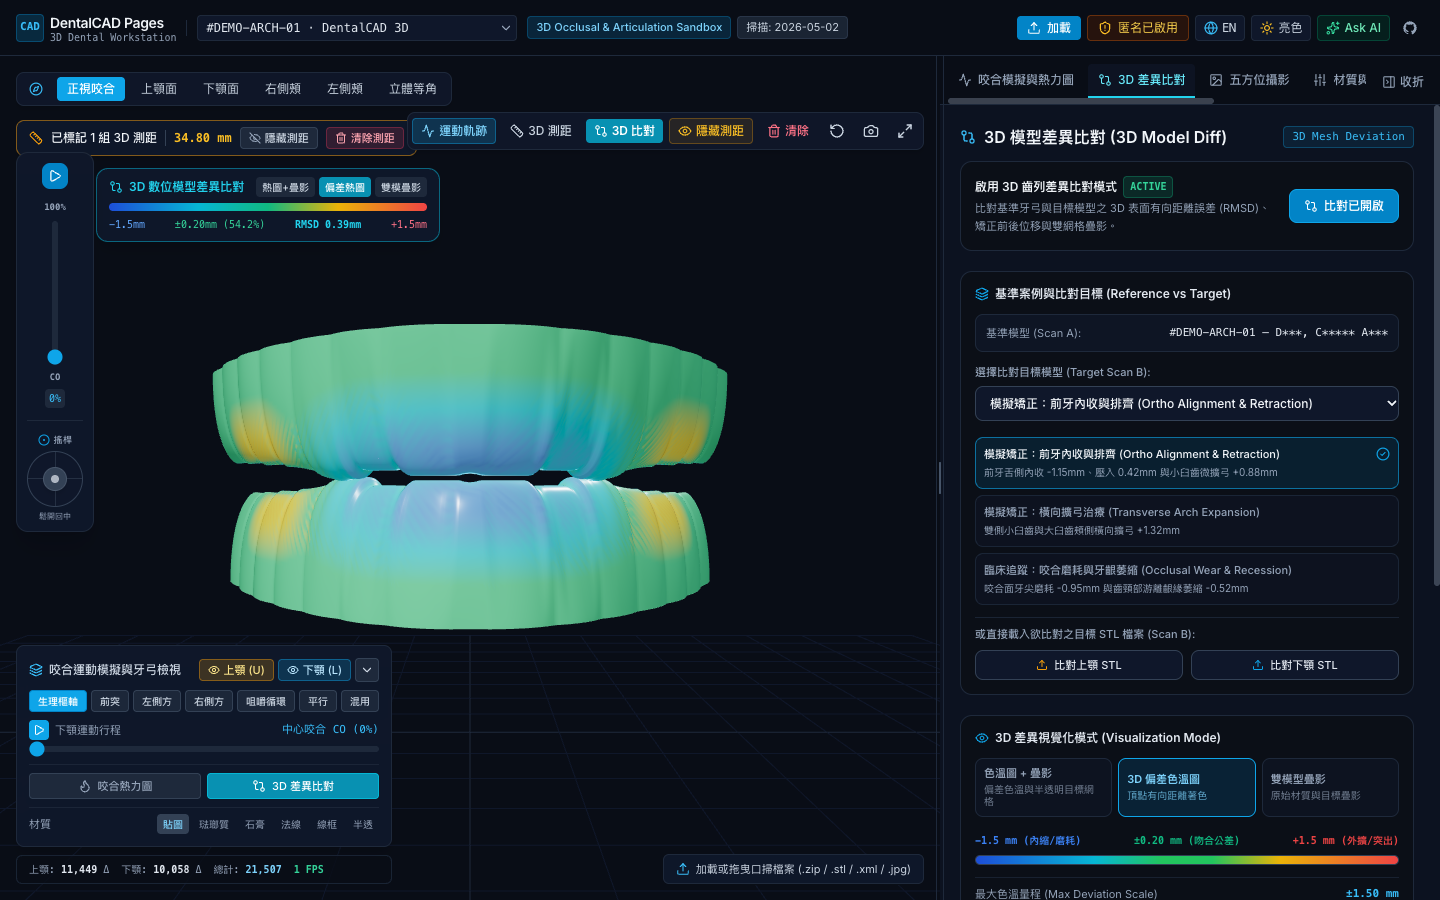 CAD
DentalCAD Pages
3D Dental Workstation
#DEMO-ARCH-01 · DentalCAD 3D
3D Occlusal & Articulation Sandbox
掃描: 2026-05-02
加載
匿名已啟用
EN
亮色
Ask AI
正視咬合
上顎面
下顎面
右側頰
左側頰
立體等角
已標記 1 組 3D 測距
34.80 mm
隱藏測距
清除測距
運動軌跡
3D 測距
3D 比對
隱藏測距
清除
100%
CO
0%
搖桿
鬆開回中
3D 數位模型差異比對
熱圖+疊影
偏差熱圖
雙模疊影
−1.5mm
±0.20mm (54.2%)
RMSD 0.39mm
+1.5mm
咬合運動模擬與牙弓檢視
上顎 (U)
下顎 (L)
生理樞軸
前突
左側方
右側方
咀嚼循環
平行
混用
下顎運動行程
中心咬合 CO (0%)
咬合熱力圖
3D 差異比對
材質
貼圖
琺瑯質
石膏
法線
線框
半透
上顎: 11,449 Δ 下顎: 10,058 Δ 總計: 21,507 1 FPS
加載或拖曳口掃檔案 (.zip / .stl / .xml / .jpg)
咬合模擬與熱力圖
3D 差異比對
五方位攝影
材質與
收折
3D 模型差異比對 (3D Model Diff)
3D Mesh Deviation
啟用 3D 齒列差異比對模式 ACTIVE
比對基準牙弓與目標模型之 3D 表面有向距離誤差 (RMSD)、
矯正前後位移與雙網格疊影。
比對已開啟
基準案例與比對目標 (Reference vs Target)
基準模型 (Scan A):
#DEMO-ARCH-01 — D∗∗∗, C∗∗∗∗∗ A∗∗∗
選擇比對目標模型 (Target Scan B):
模擬矯正：前牙內收與排齊 (Ortho Alignment & Retraction)
模擬矯正：前牙內收與排齊 (Ortho Alignment & Retraction)
前牙舌側內收 -1.15mm、壓入 0.42mm 與小臼齒微擴弓 +0.88mm
模擬矯正：橫向擴弓治療 (Transverse Arch Expansion)
雙側小臼齒與大臼齒頰側橫向擴弓 +1.32mm
臨床追蹤：咬合磨耗與牙齦萎縮 (Occlusal Wear & Recession)
咬合面牙尖磨耗 -0.95mm 與齒頸部游離齦緣萎縮 -0.52mm
或直接載入欲比對之目標 STL 檔案 (Scan B):
比對上顎 STL
比對下顎 STL
3D 差異視覺化模式 (Visualization Mode)
色溫圖 + 疊影
偏差色溫與半透明目標網
格
3D 偏差色溫圖
頂點有向距離著色
雙模型疊影
原始材質與目標疊影
−1.5 mm (內縮/磨耗)
±0.20 mm (吻合公差)
+1.5 mm (外擴/突出)
最大色溫量程 (Max Deviation Scale)
±1.50 mm